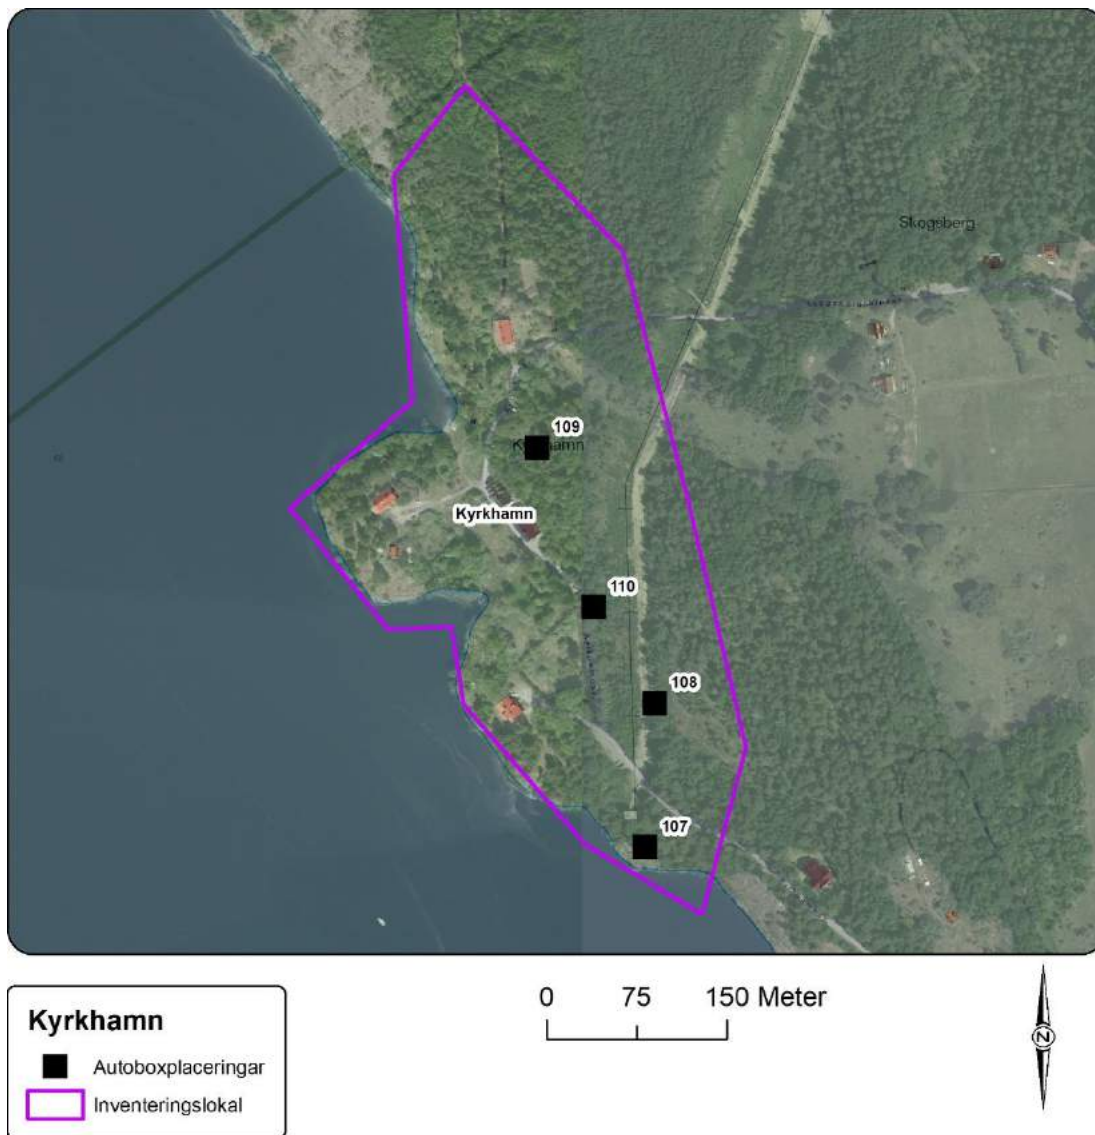 Skogsberg
109
Kyrkhamn
110
108
107
0 75 150 Meter
Kyrkhamn
Autoboxplaceringar
Inventeringslokal
N